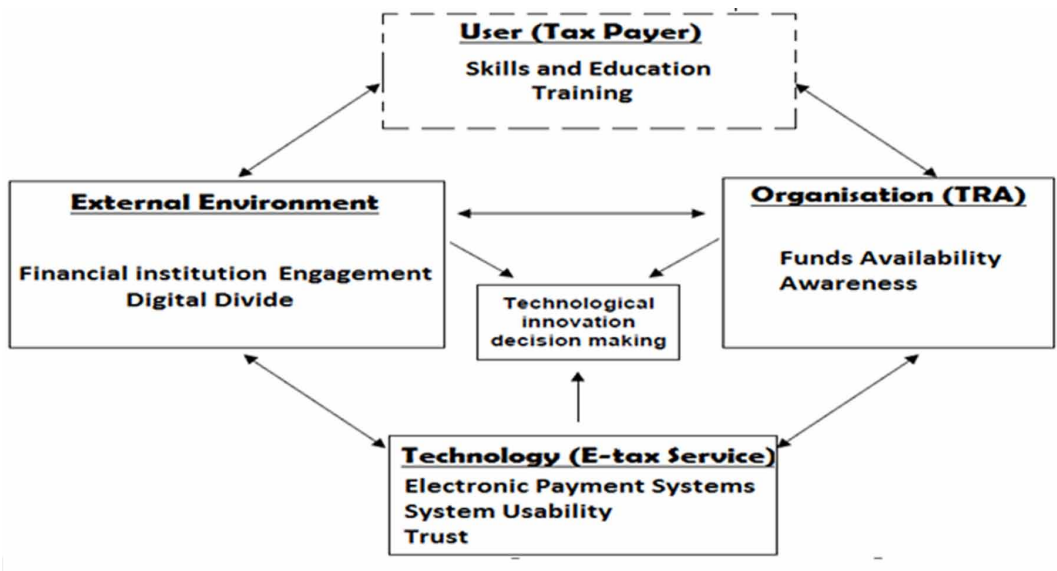 User (Tax Payer)
Skills and Education
Training
External Environment
Financial institution Engagement
Digital Divide
Organisation (TRA)
Funds Availability
Awareness
Technological
innovation
decision making
Technology (E-tax Service)
Electronic Payment Systems
System Usability
Trust